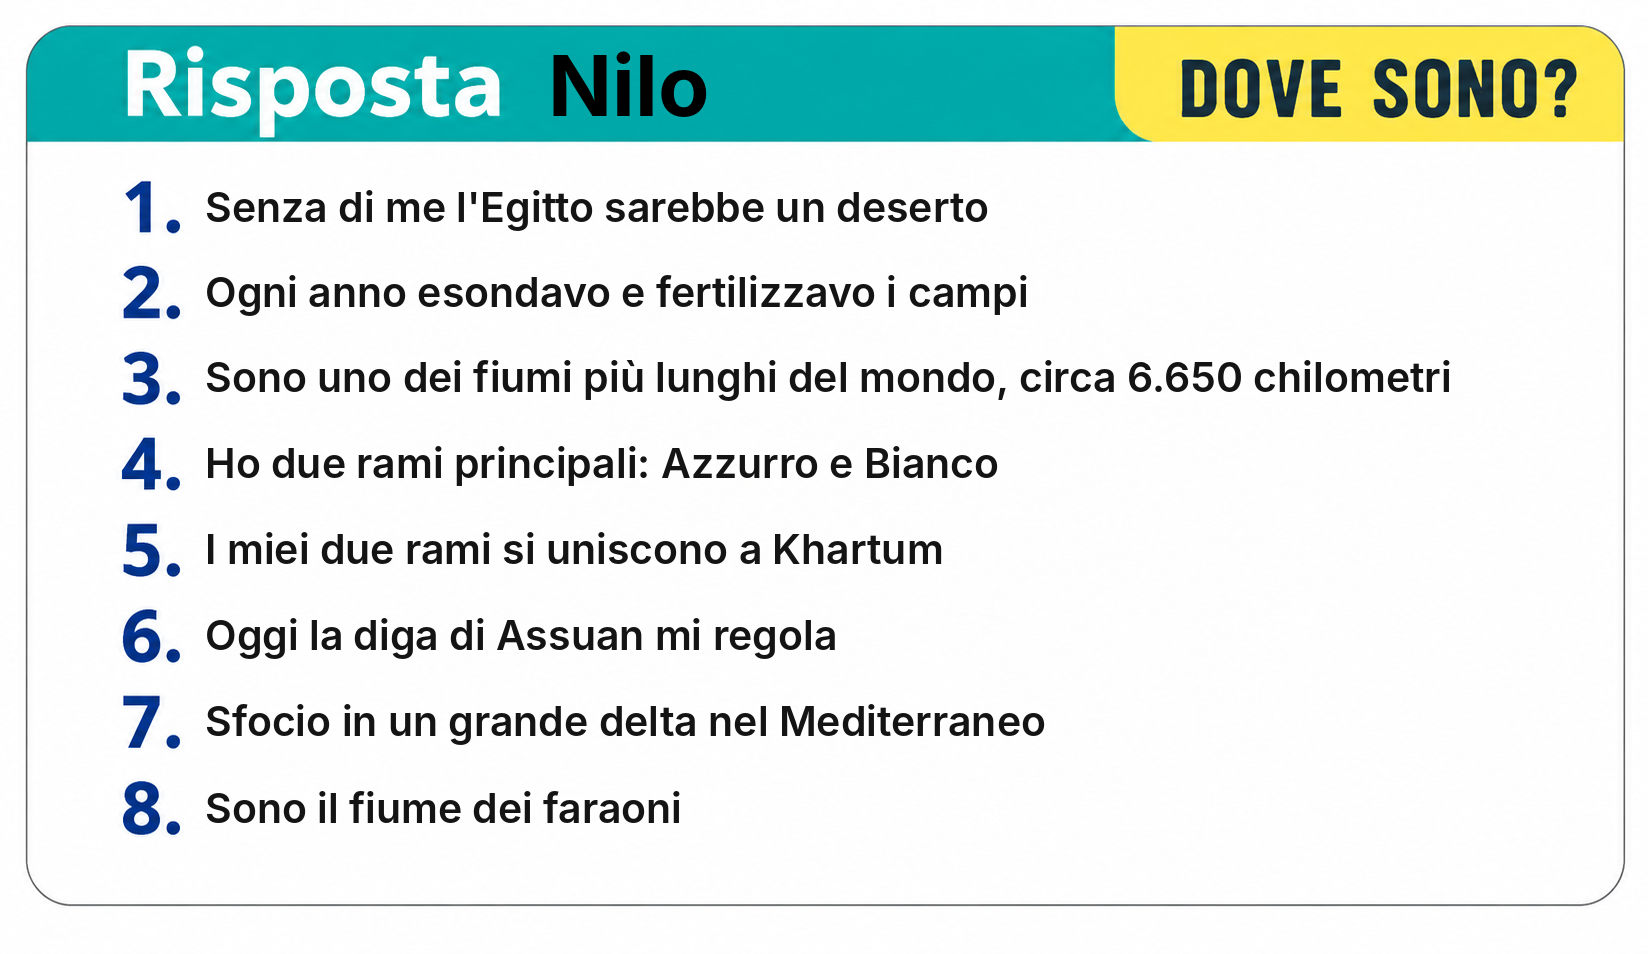 Risposta Nilo DOVE SONO?
1. Senza di me l'Egitto sarebbe un deserto
2. Ogni anno esondavo e fertilizzavo i campi
3. Sono uno dei fiumi più lunghi del mondo, circa 6.650 chilometri
4. Ho due rami principali: Azzurro e Bianco
5. I miei due rami si uniscono a Khartum
6. Oggi la diga di Assuan mi regola
7. Sfocio in un grande delta nel Mediterraneo
8. Sono il fiume dei faraoni